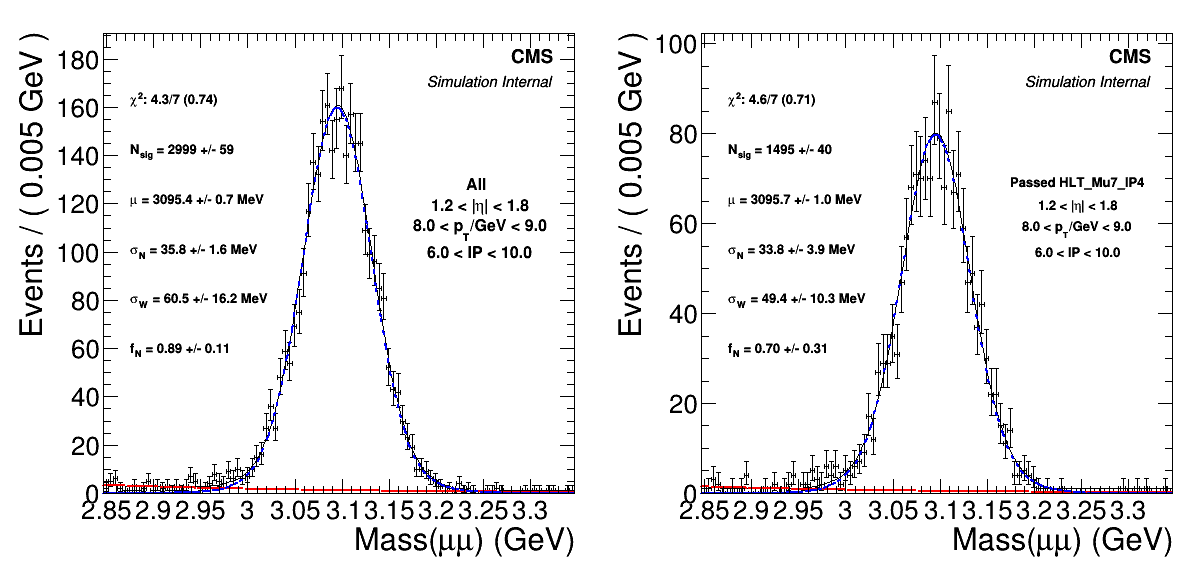 CMS
Simulation Internal
χ²: 4.3/7 (0.74)
N_sig = 2999 +/- 59
μ = 3095.4 +/- 0.7 MeV
σ_N = 35.8 +/- 1.6 MeV
σ_W = 60.5 +/- 16.2 MeV
f_N = 0.89 +/- 0.11
All
1.2 < |η| < 1.8
8.0 < p_T/GeV < 9.0
6.0 < IP < 10.0
Events / ( 0.005 GeV )
180
160
140
120
100
80
60
40
20
0
2.85 2.9 2.95 3 3.05 3.1 3.15 3.2 3.25 3.3
Mass(μμ) (GeV)
CMS
Simulation Internal
χ²: 4.6/7 (0.71)
N_sig = 1495 +/- 40
μ = 3095.7 +/- 1.0 MeV
σ_N = 33.8 +/- 3.9 MeV
σ_W = 49.4 +/- 10.3 MeV
f_N = 0.70 +/- 0.31
Passed HLT_Mu7_IP4
1.2 < |η| < 1.8
8.0 < p_T/GeV < 9.0
6.0 < IP < 10.0
Events / ( 0.005 GeV )
100
80
60
40
20
0
2.85 2.9 2.95 3 3.05 3.1 3.15 3.2 3.25 3.3
Mass(μμ) (GeV)